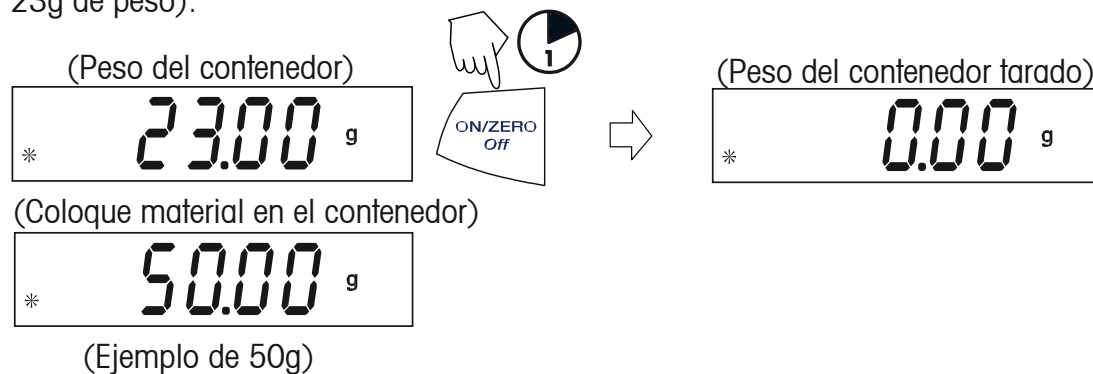 23g de peso).
(Peso del contenedor)
23.00 g
*
1
ON/ZERO
Off
(Peso del contenedor tarado)
0.00 g
*
(Coloque material en el contenedor)
50.00 g
*
(Ejemplo de 50g)